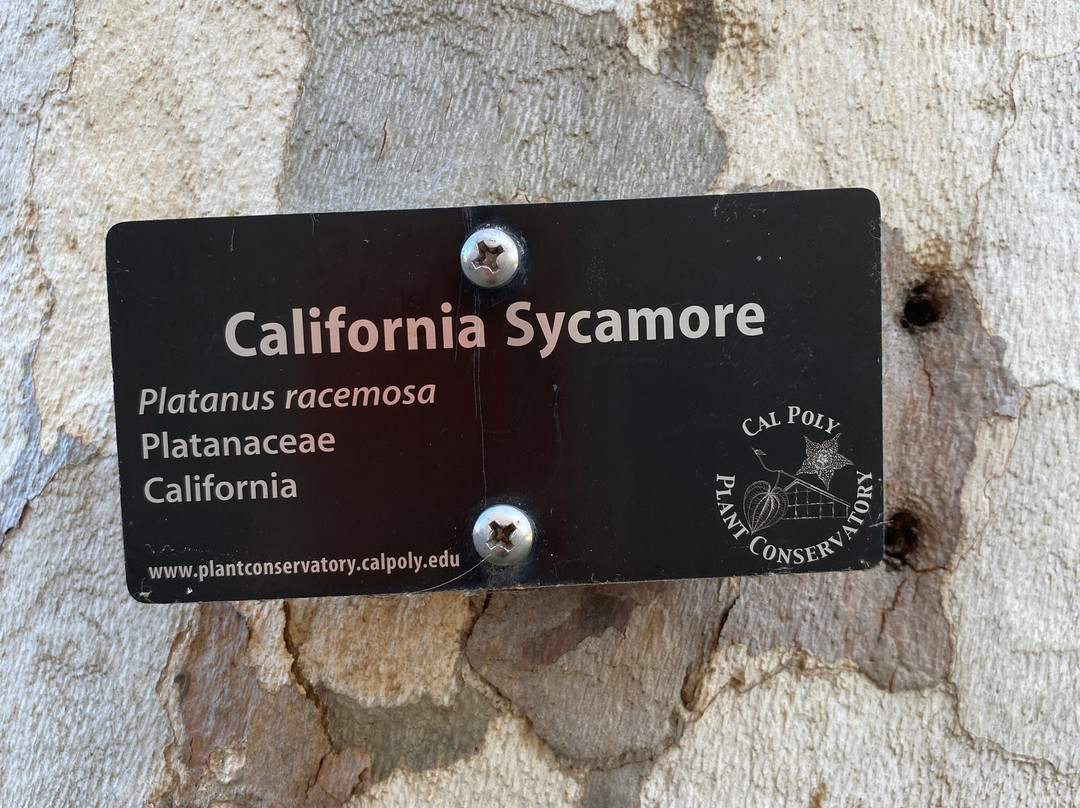 California Sycamore
Platanus racemosa
Platanaceae
California
www.plantconservatory.calpoly.edu
CAL POLY
PLANT CONSERVATORY